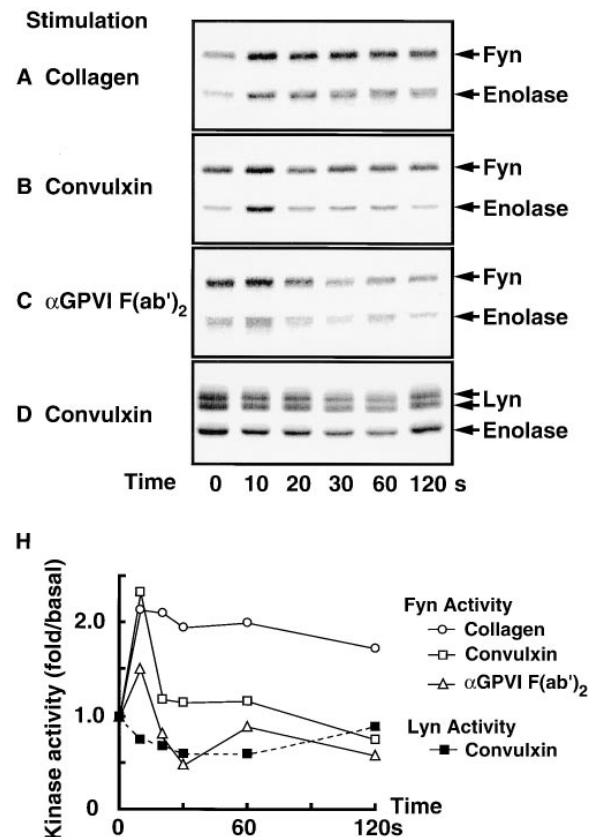 Stimulation
A Collagen
Fyn
Enolase
B Convulxin
Fyn
Enolase
C αGPVI F(ab')2
Fyn
Enolase
D Convulxin
Lyn
Enolase
Time 0 10 20 30 60 120 s
H
Kinase activity (fold/basal)
2.0
1.0
0
0 60 120s
Time
Fyn Activity
Collagen
Convulxin
αGPVI F(ab')2
Lyn Activity
Convulxin